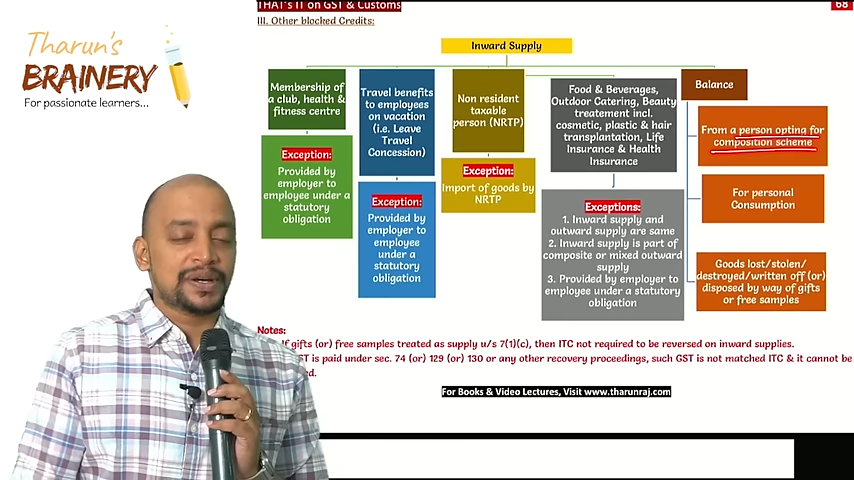 Tharun's
BRAINERY
For passionate learners...
THAT's IT on GST & Customs
68
III. Other blocked Credits:
Inward Supply
Membership of
a club, health &
fitness centre
Exception:
Provided by
employer to
employee under a
statutory
obligation
Travel benefits
to employees
on vacation
(i.e. Leave
Travel
Concession)
Exception:
Provided by
employer to
employee
under a
statutory
obligation
Non resident
taxable
person (NRTP)
Exception:
Import of goods by
NRTP
Food & Beverages,
Outdoor Catering, Beauty
treatement incl.
cosmetic, plastic & hair
transplantation, Life
Insurance & Health
Insurance
Exceptions:
1. Inward supply and
outward supply are same
2. Inward supply is part of
composite or mixed outward
supply
3. Provided by employer to
employee under a statutory
obligation
Balance
From a person opting for
composition scheme
For personal
Consumption
Goods lost/stolen/
destroyed/written off (or)
disposed by way of gifts
or free samples
Notes:
If gifts (or) free samples treated as supply u/s 7(1)(c), then ITC not required to be reversed on inward supplies.
ST is paid under sec. 74 (or) 129 (or) 130 or any other recovery proceedings, such GST is not matched ITC & it cannot be
ed.
For Books & Video Lectures, Visit www.tharunraj.com